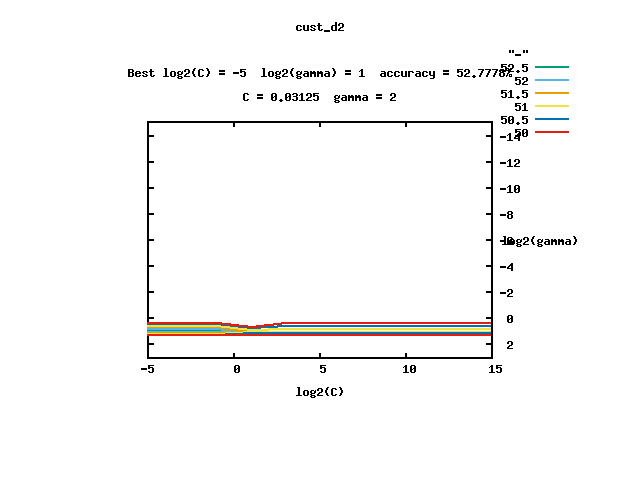 cust_d2
"-"
Best log2(C) = -5  log2(gamma) = 1  accuracy = 52.7778%
52.5
52
C = 0.03125  gamma = 2
51.5
51
50.5
50
-14
-12
-10
-8
-6
log2(gamma)
-4
-2
0
2
-5 0 5 10 15
log2(C)